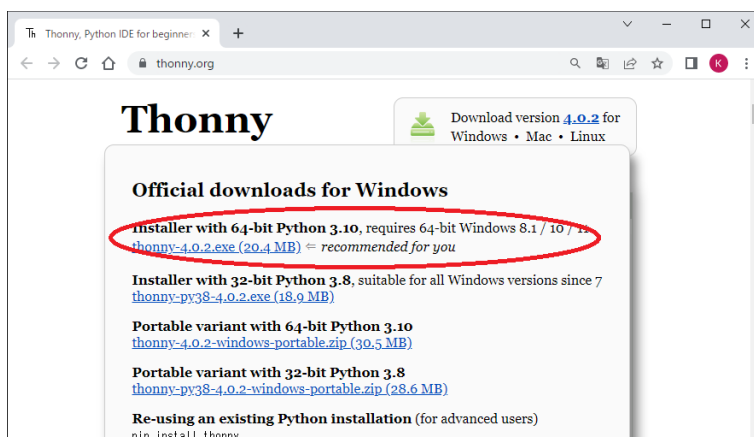 Th Thonny, Python IDE for beginner
thonny.org
K
Thonny
Download version 4.0.2 for
Windows • Mac • Linux
Official downloads for Windows
Installer with 64-bit Python 3.10, requires 64-bit Windows 8.1 / 10 / 11
thonny-4.0.2.exe (20.4 MB) ⇐ recommended for you
Installer with 32-bit Python 3.8, suitable for all Windows versions since 7
thonny-py38-4.0.2.exe (18.9 MB)
Portable variant with 64-bit Python 3.10
thonny-4.0.2-windows-portable.zip (30.5 MB)
Portable variant with 32-bit Python 3.8
thonny-py38-4.0.2-windows-portable.zip (28.6 MB)
Re-using an existing Python installation (for advanced users)
pip install thonny